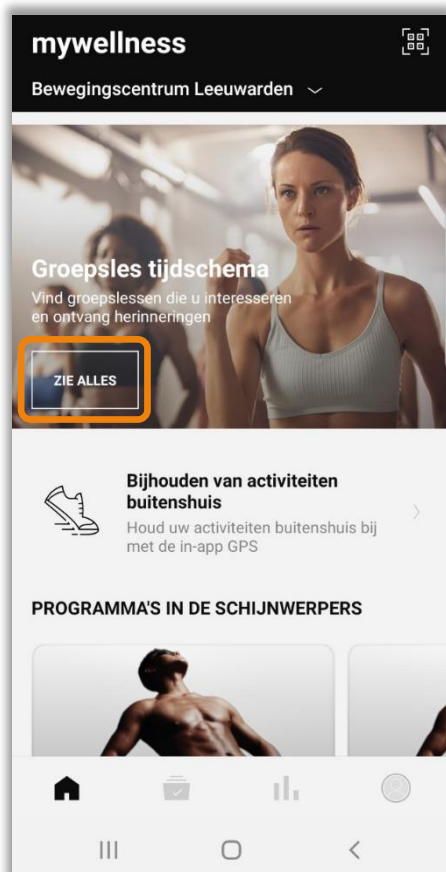 mywellness
Bewegingscentrum Leeuwarden
Groepsles tijdschema
Vind groepslessen die u interesseren
en ontvang herinneringen
ZIE ALLES
Bijhouden van activiteiten
buitenshuis
Houd uw activiteiten buitenshuis bij
met de in-app GPS
PROGRAMMA'S IN DE SCHIJNWERPERS